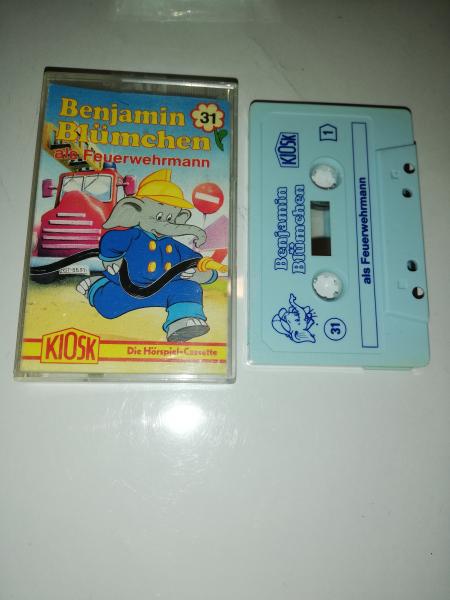 Benjamin
31
Blümchen
als Feuerwehrmann
KIOSK
Die Hörspiel-Cassette
KIOSK
1
Benjamin
Blümchen
als Feuerwehrmann
31